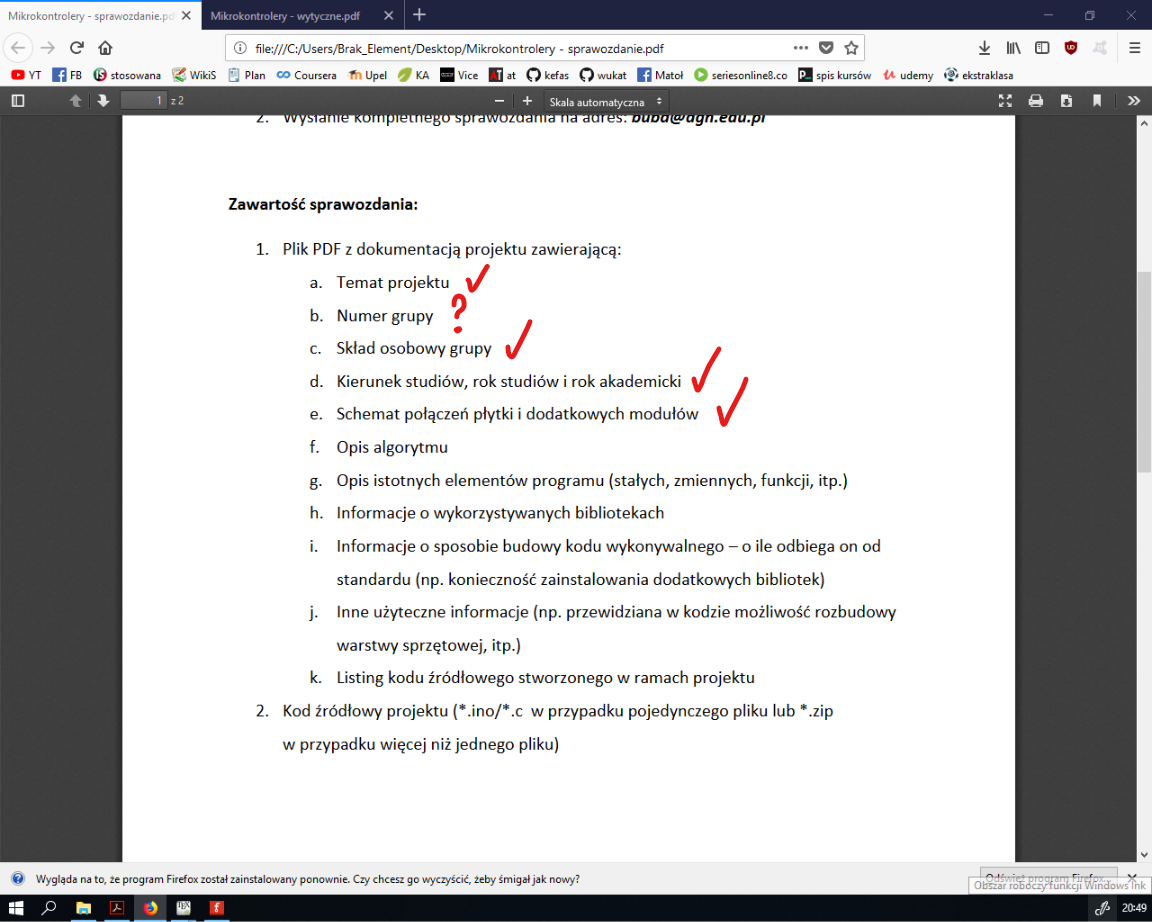 Mikrokontrolery - sprawozdanie.pd
Mikrokontrolery - wytyczne.pdf
file:///C:/Users/Brak_Element/Desktop/Mikrokontrolery - sprawozdanie.pdf
YT FB stosowana WikiS Plan Coursera Upel KA Vice at kefas wukat Matoł seriesonline8.co spis kursów udemy ekstraklasa
1 z 2 Skala automatyczna
2. Wysłanie kompletnego sprawozdania na adres: buba@agh.edu.pl
Zawartość sprawozdania:
1. Plik PDF z dokumentacją projektu zawierającą:
a. Temat projektu
b. Numer grupy ?
c. Skład osobowy grupy
d. Kierunek studiów, rok studiów i rok akademicki
e. Schemat połączeń płytki i dodatkowych modułów
f. Opis algorytmu
g. Opis istotnych elementów programu (stałych, zmiennych, funkcji, itp.)
h. Informacje o wykorzystywanych bibliotekach
i. Informacje o sposobie budowy kodu wykonywalnego – o ile odbiega on od
standardu (np. konieczność zainstalowania dodatkowych bibliotek)
j. Inne użyteczne informacje (np. przewidziana w kodzie możliwość rozbudowy
warstwy sprzętowej, itp.)
k. Listing kodu źródłowego stworzonego w ramach projektu
2. Kod źródłowy projektu (*.ino/*.c w przypadku pojedynczego pliku lub *.zip
w przypadku więcej niż jednego pliku)
Wygląda na to, że program Firefox został zainstalowany ponownie. Czy chcesz go wyczyścić, żeby śmigał jak nowy?
Odśwież program Firefox...
Obszar roboczy funkcji Windows Ink
20:49